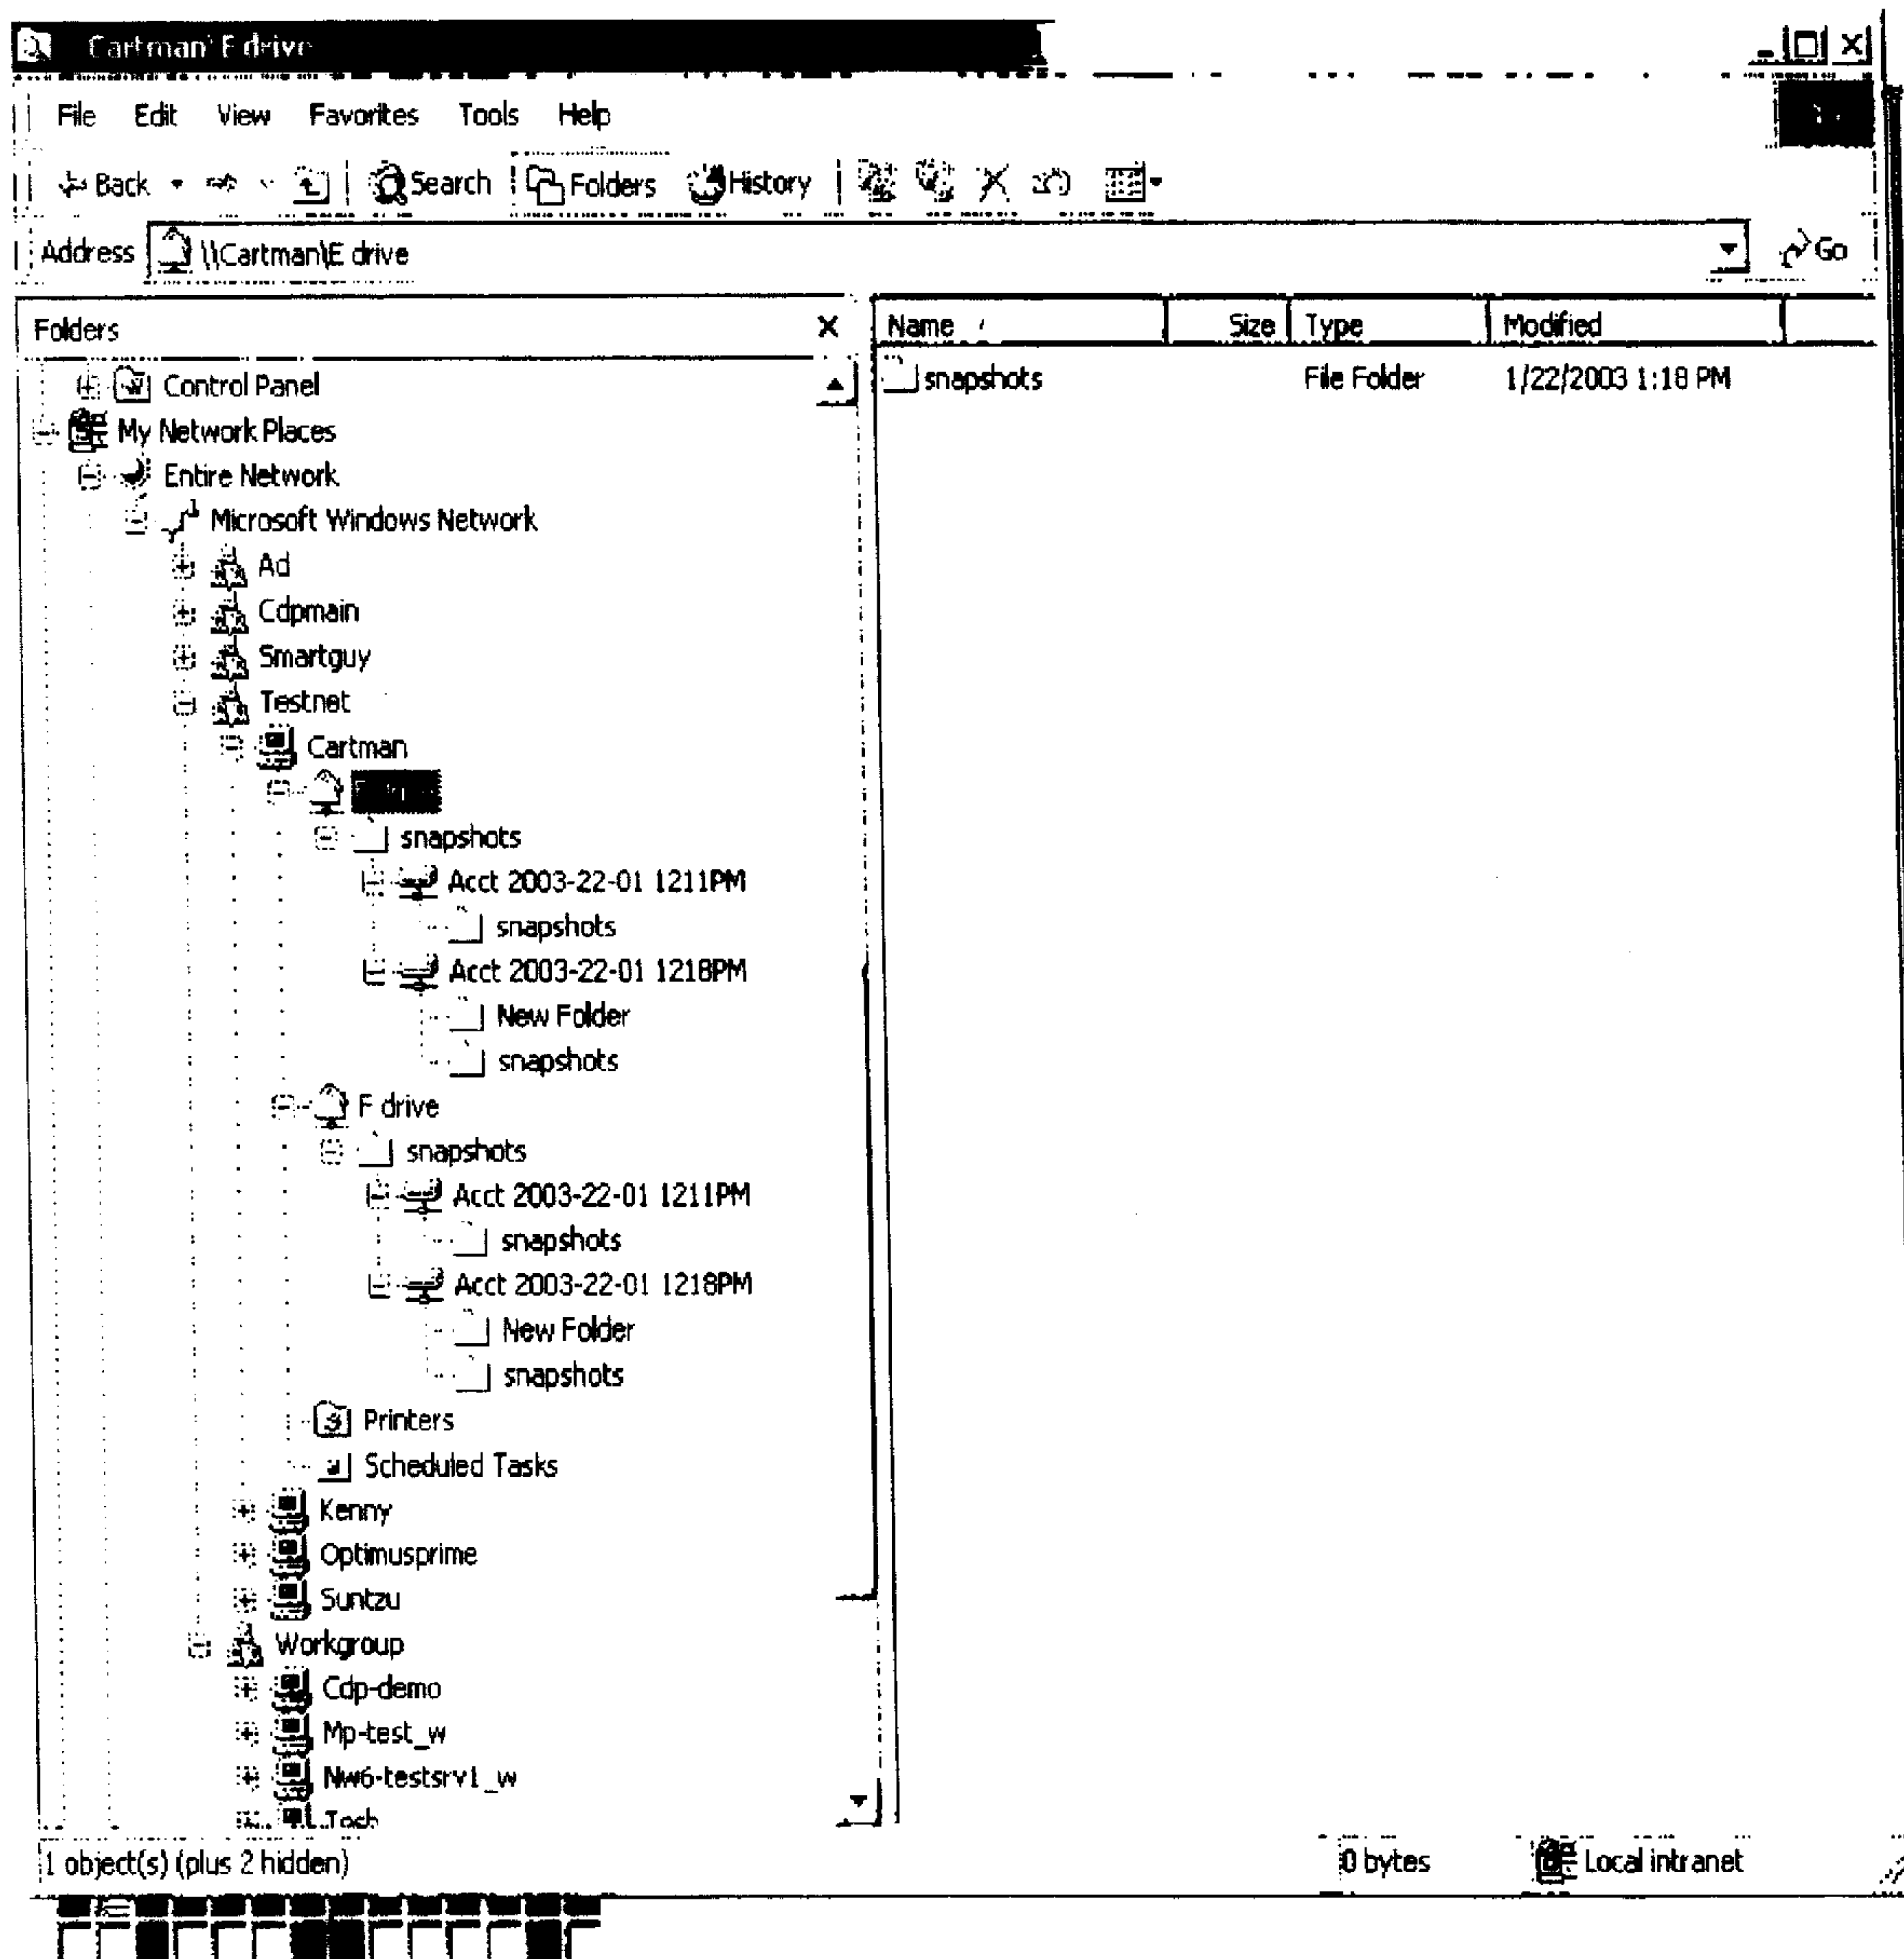 Cartman' E drive
File Edit View Favorites Tools Help
Back Search Folders History
Address \\Cartman\E drive Go
Folders
Name Size Type Modified
snapshots File Folder 1/22/2003 1:18 PM
Control Panel
My Network Places
Entire Network
Microsoft Windows Network
Ad
Cdpmain
Smartguy
Testnet
Cartman
snapshots
Acct 2003-22-01 1211PM
snapshots
Acct 2003-22-01 1218PM
New Folder
snapshots
F drive
snapshots
Acct 2003-22-01 1211PM
snapshots
Acct 2003-22-01 1218PM
New Folder
snapshots
Printers
Scheduled Tasks
Kenny
Optimusprime
Suntzu
Workgroup
Cdp-demo
Mp-test_w
Nw6-testsrv1_w
1 object(s) (plus 2 hidden) 0 bytes Local intranet